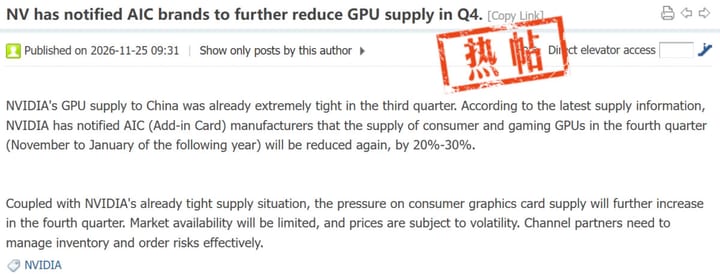 NV has notified AIC brands to further reduce GPU supply in Q4. [Copy Link]
Published on 2026-11-25 09:31 | Show only posts by this author
热帖
Direct elevator access
NVIDIA's GPU supply to China was already extremely tight in the third quarter. According to the latest supply information,
NVIDIA has notified AIC (Add-in Card) manufacturers that the supply of consumer and gaming GPUs in the fourth quarter
(November to January of the following year) will be reduced again, by 20%-30%.
Coupled with NVIDIA's already tight supply situation, the pressure on consumer graphics card supply will further increase
in the fourth quarter. Market availability will be limited, and prices are subject to volatility. Channel partners need to
manage inventory and order risks effectively.
NVIDIA